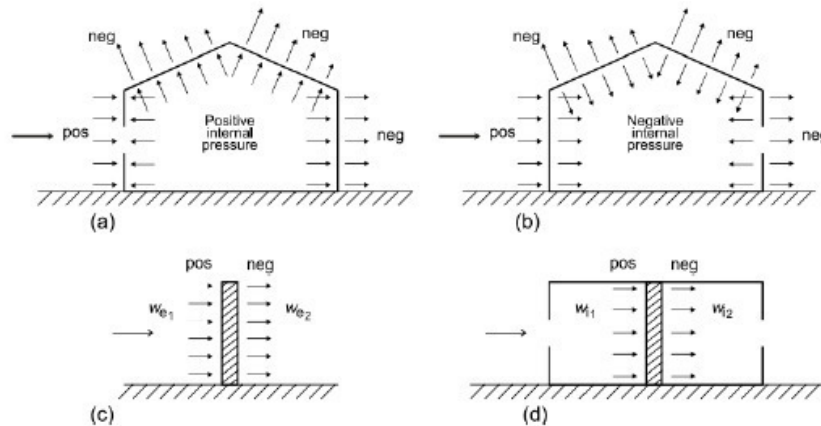 neg neg
pos
Positive
internal
pressure
neg
(a)
neg neg
pos
Negative
internal
pressure
neg
(b)
pos neg
we1 we2
(c)
pos neg
wi1 wi2
(d)